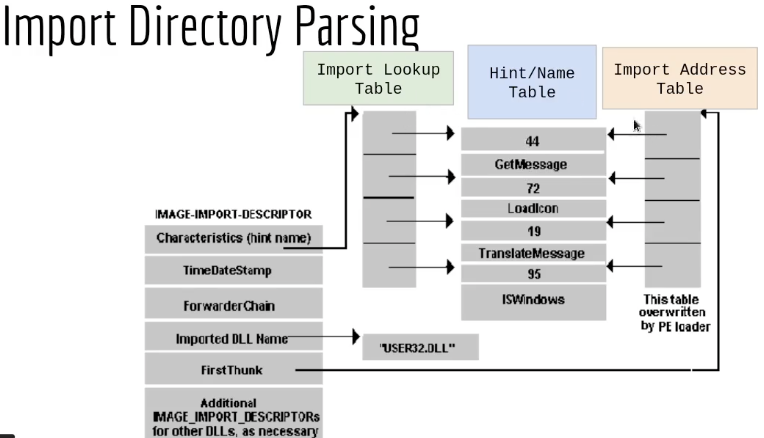 Import Directory Parsing
Import Lookup
Table
Hint/Name
Table
Import Address
Table
44
GetMessage
72
LoadIcon
19
TranslateMessage
95
ISWindows
IMAGE-IMPORT-DESCRIPTOR
Characteristics (hint name)
TimeDateStamp
ForwarderChain
Imported DLL Name
FirstThunk
Additional
IMAGE_IMPORT_DESCRIPTORs
for other DLLs, as necessary
"USER32.DLL"
This table
overwritten
by PE loader